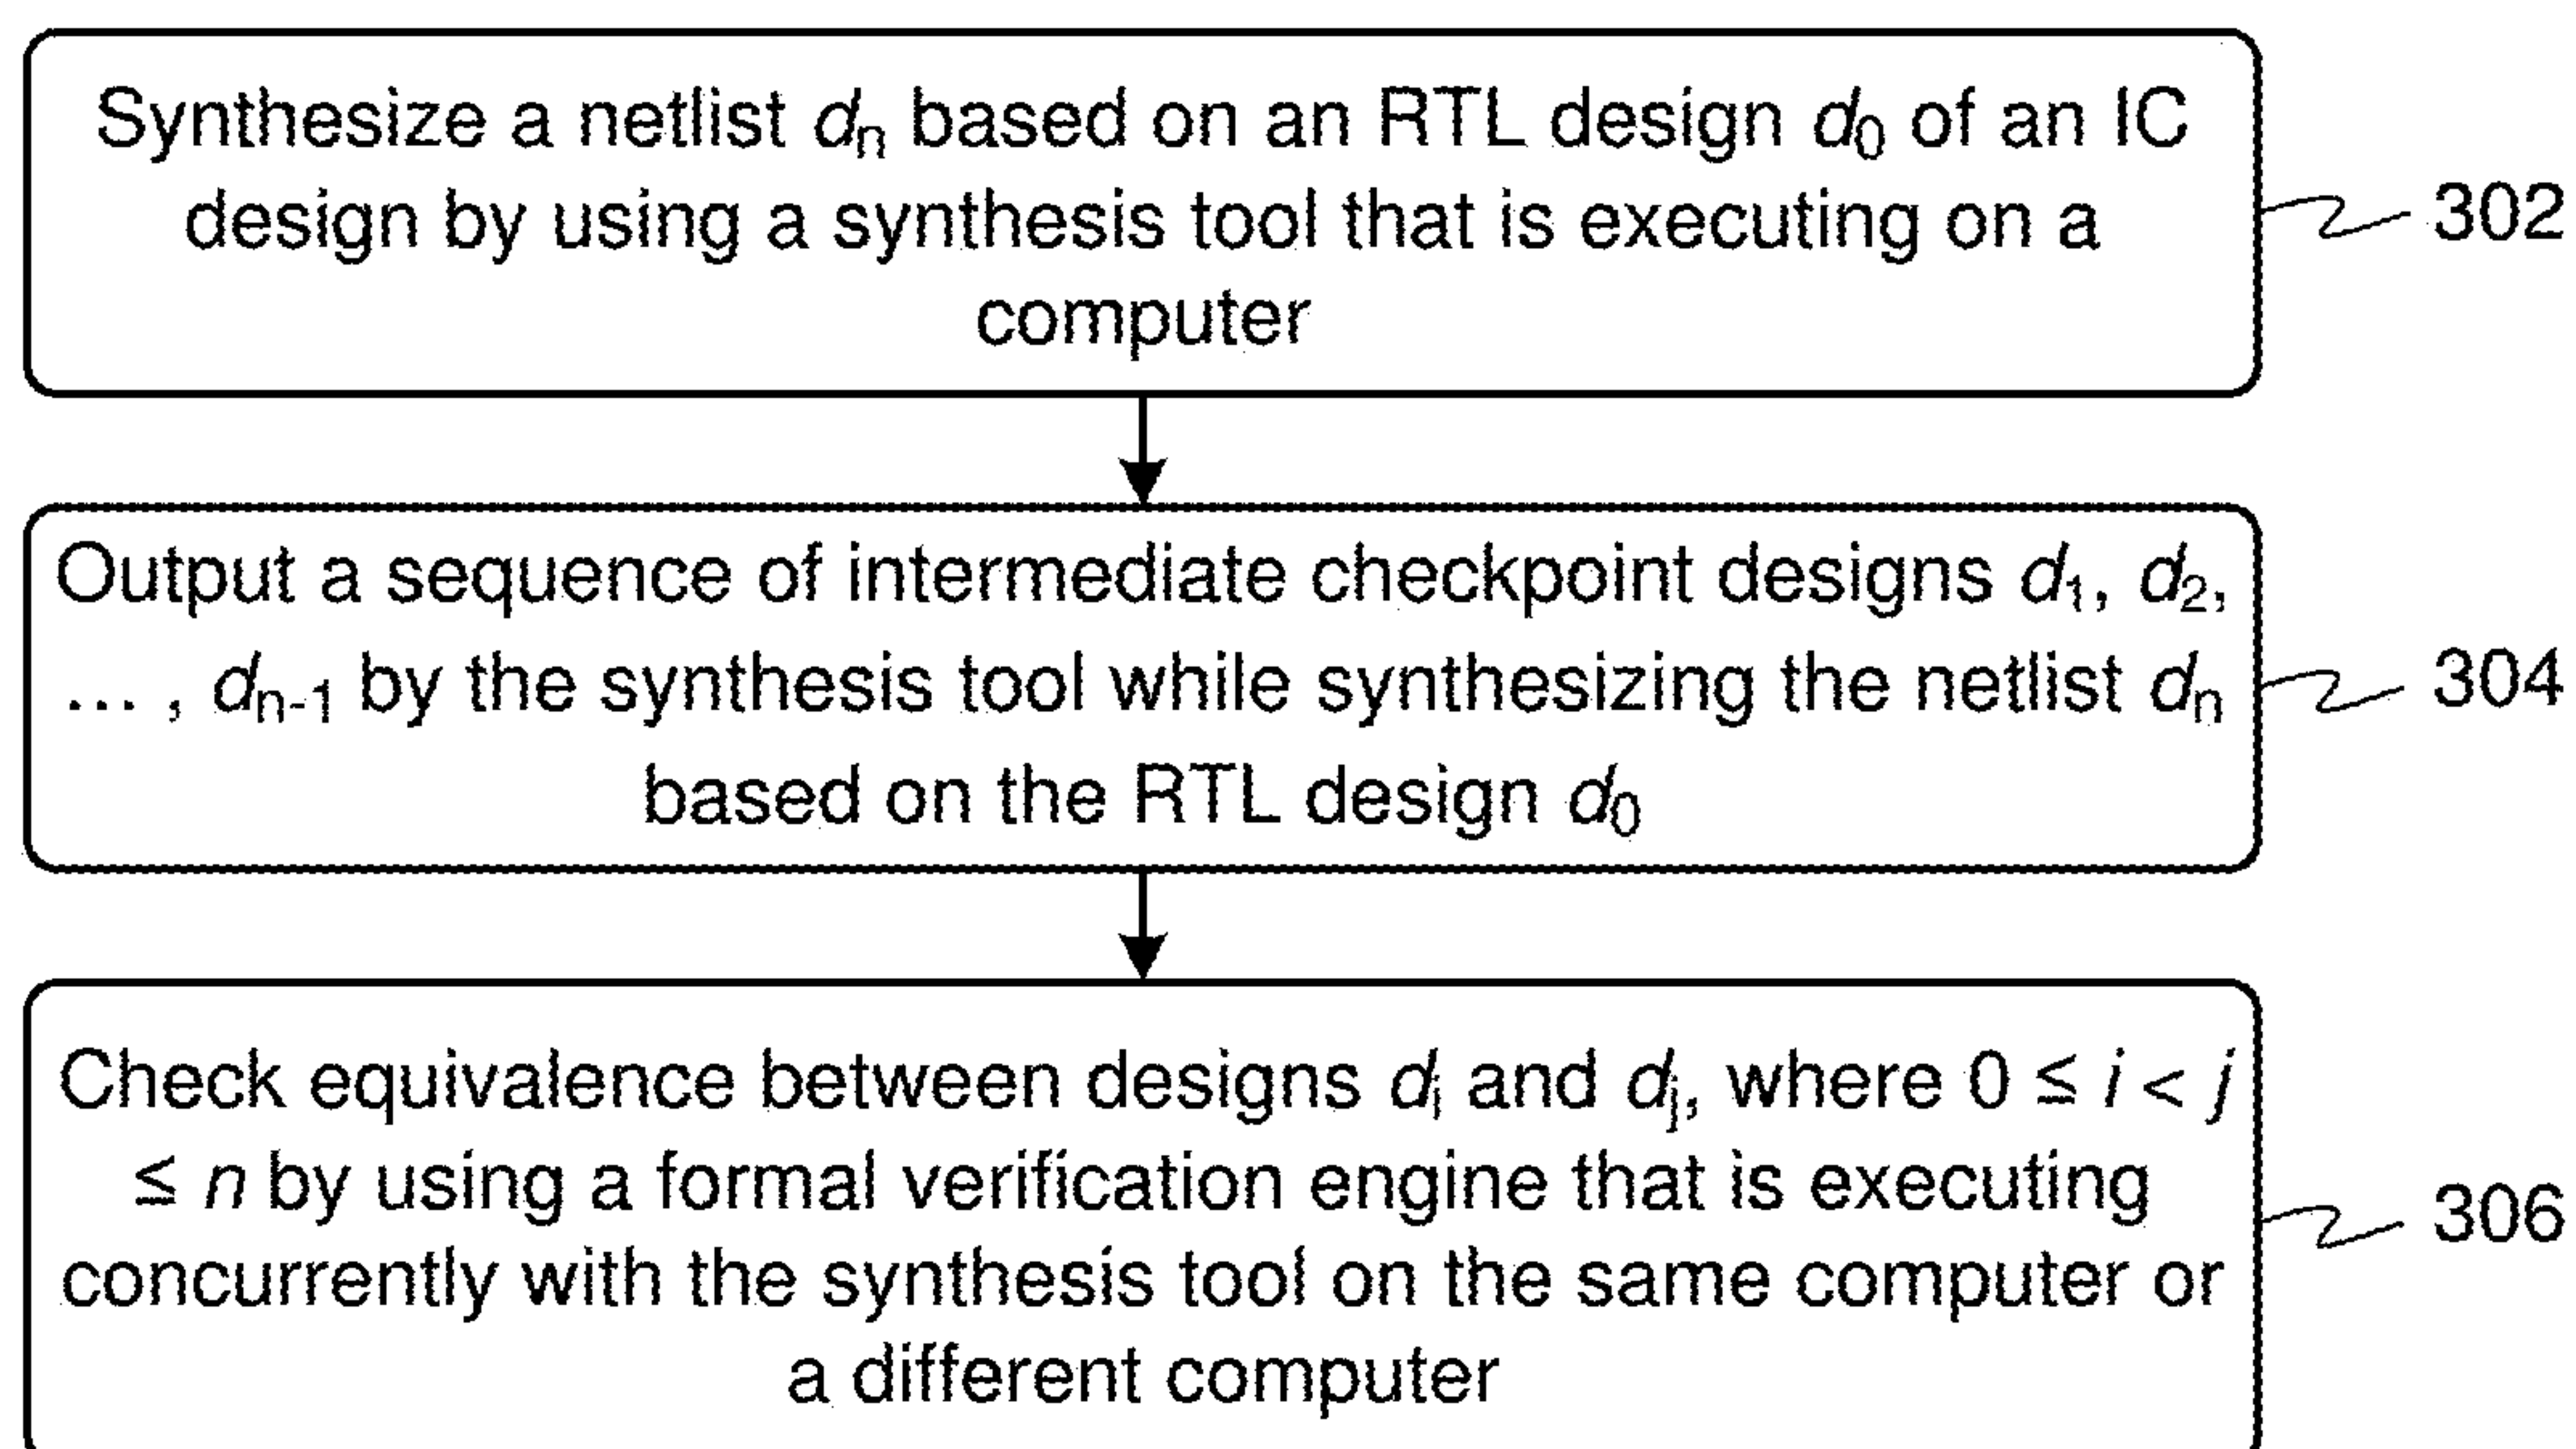 Synthesize a netlist dn based on an RTL design d0 of an IC
design by using a synthesis tool that is executing on a
computer
302
Output a sequence of intermediate checkpoint designs d1, d2,
... , dn-1 by the synthesis tool while synthesizing the netlist dn
based on the RTL design d0
304
Check equivalence between designs di and dj, where 0 ≦ i < j
≦ n by using a formal verification engine that is executing
concurrently with the synthesis tool on the same computer or
a different computer
306